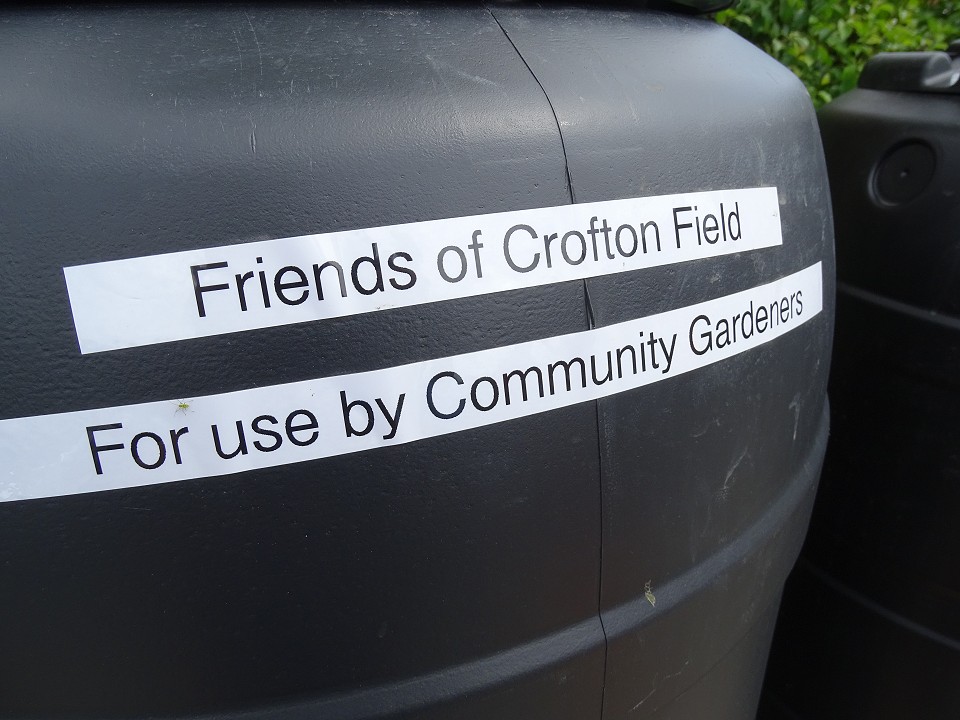 Friends of Crofton Field
For use by Community Gardeners